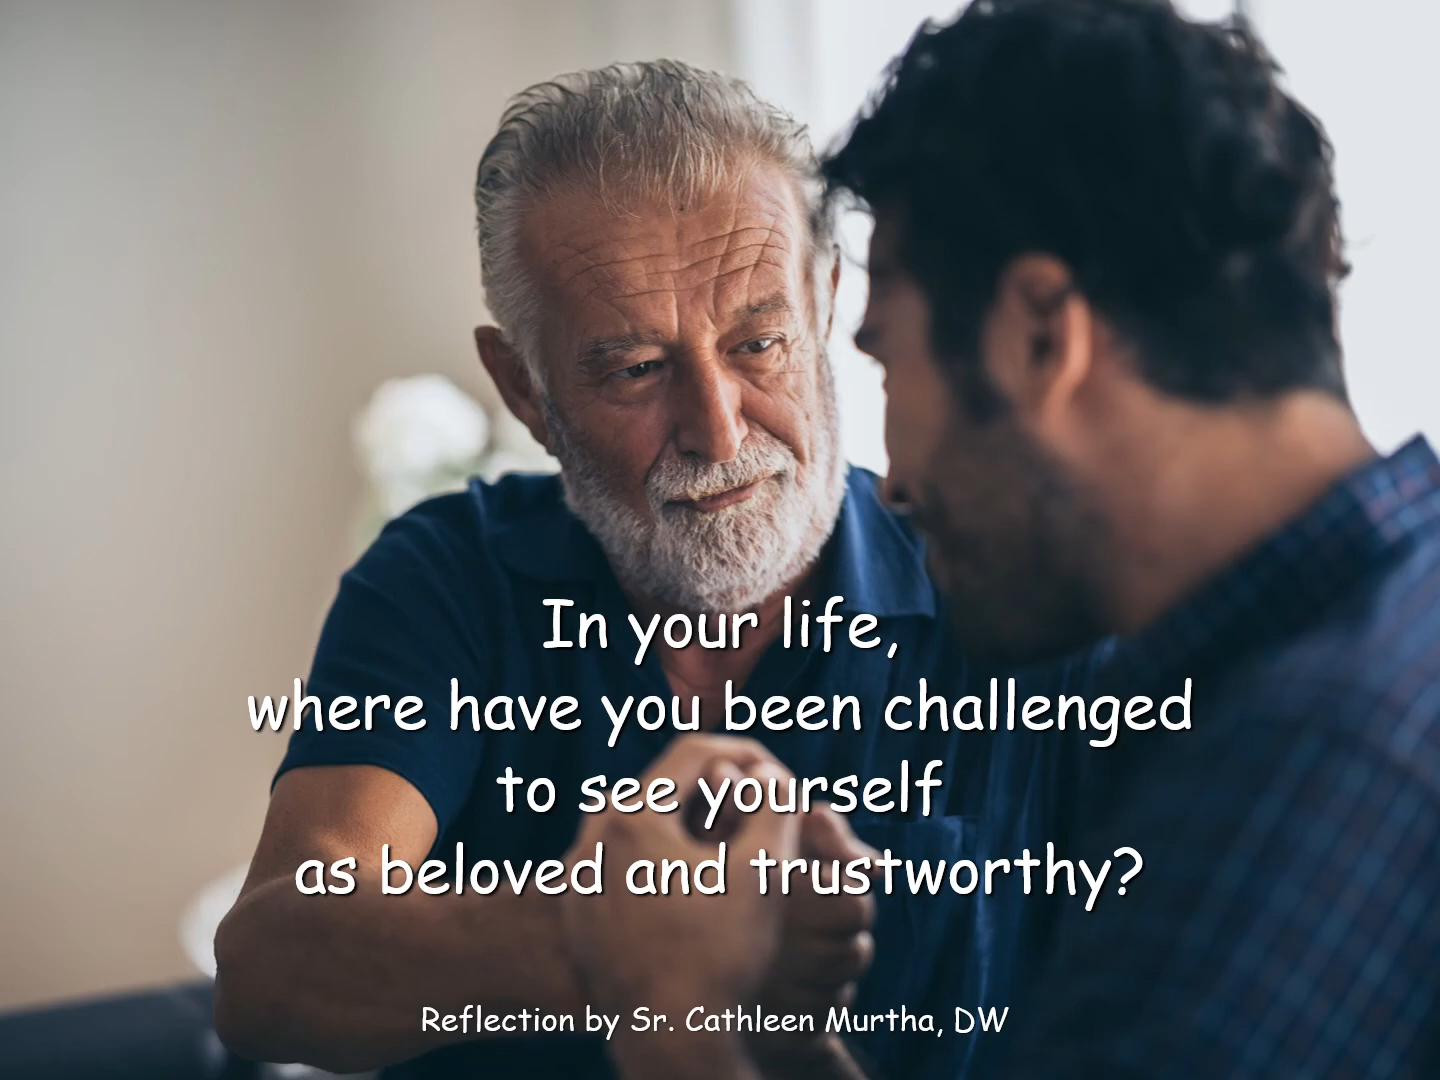 In your life,
where have you been challenged
to see yourself
as beloved and trustworthy?
Reflection by Sr. Cathleen Murtha, DW